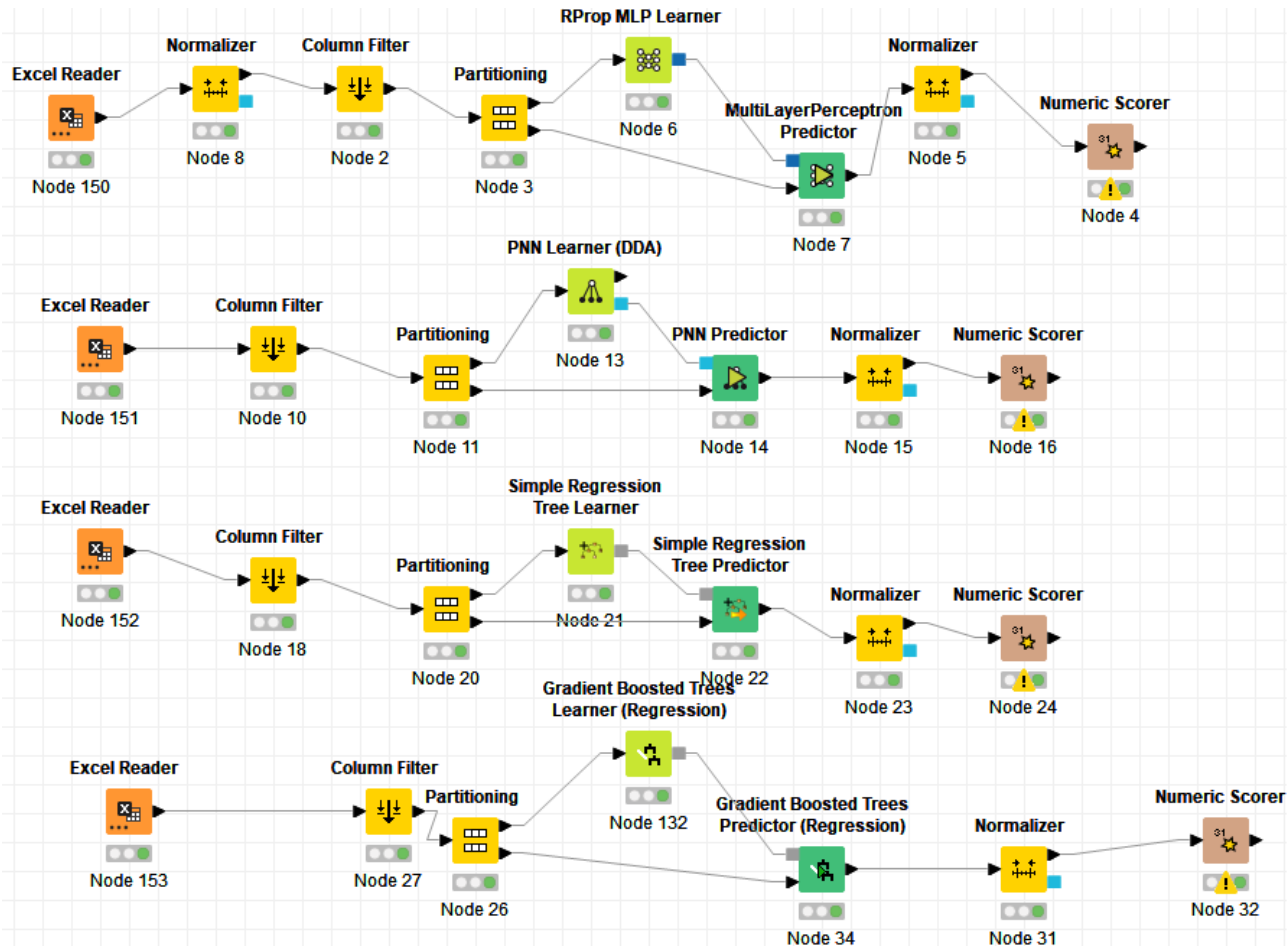 RProp MLP Learner
Normalizer
Column Filter
Normalizer
Excel Reader
Partitioning
Numeric Scorer
MultiLayerPerceptron
Predictor
Node 6
Node 8
Node 2
Node 5
Node 150
Node 3
31
Node 4
Node 7
PNN Learner (DDA)
Excel Reader
Column Filter
Partitioning
PNN Predictor
Normalizer
Numeric Scorer
Node 13
31
Node 151
Node 10
Node 11
Node 14
Node 15
Node 16
Simple Regression
Tree Learner
Excel Reader
Column Filter
Simple Regression
Tree Predictor
Partitioning
Normalizer
Numeric Scorer
Node 152
Node 21
31
Node 18
Node 20
Node 22
Node 23
Node 24
Gradient Boosted Trees
Learner (Regression)
Excel Reader
Column Filter
Partitioning
Gradient Boosted Trees
Predictor (Regression)
Numeric Scorer
Node 132
Normalizer
31
Node 153
Node 27
Node 26
Node 32
Node 34
Node 31